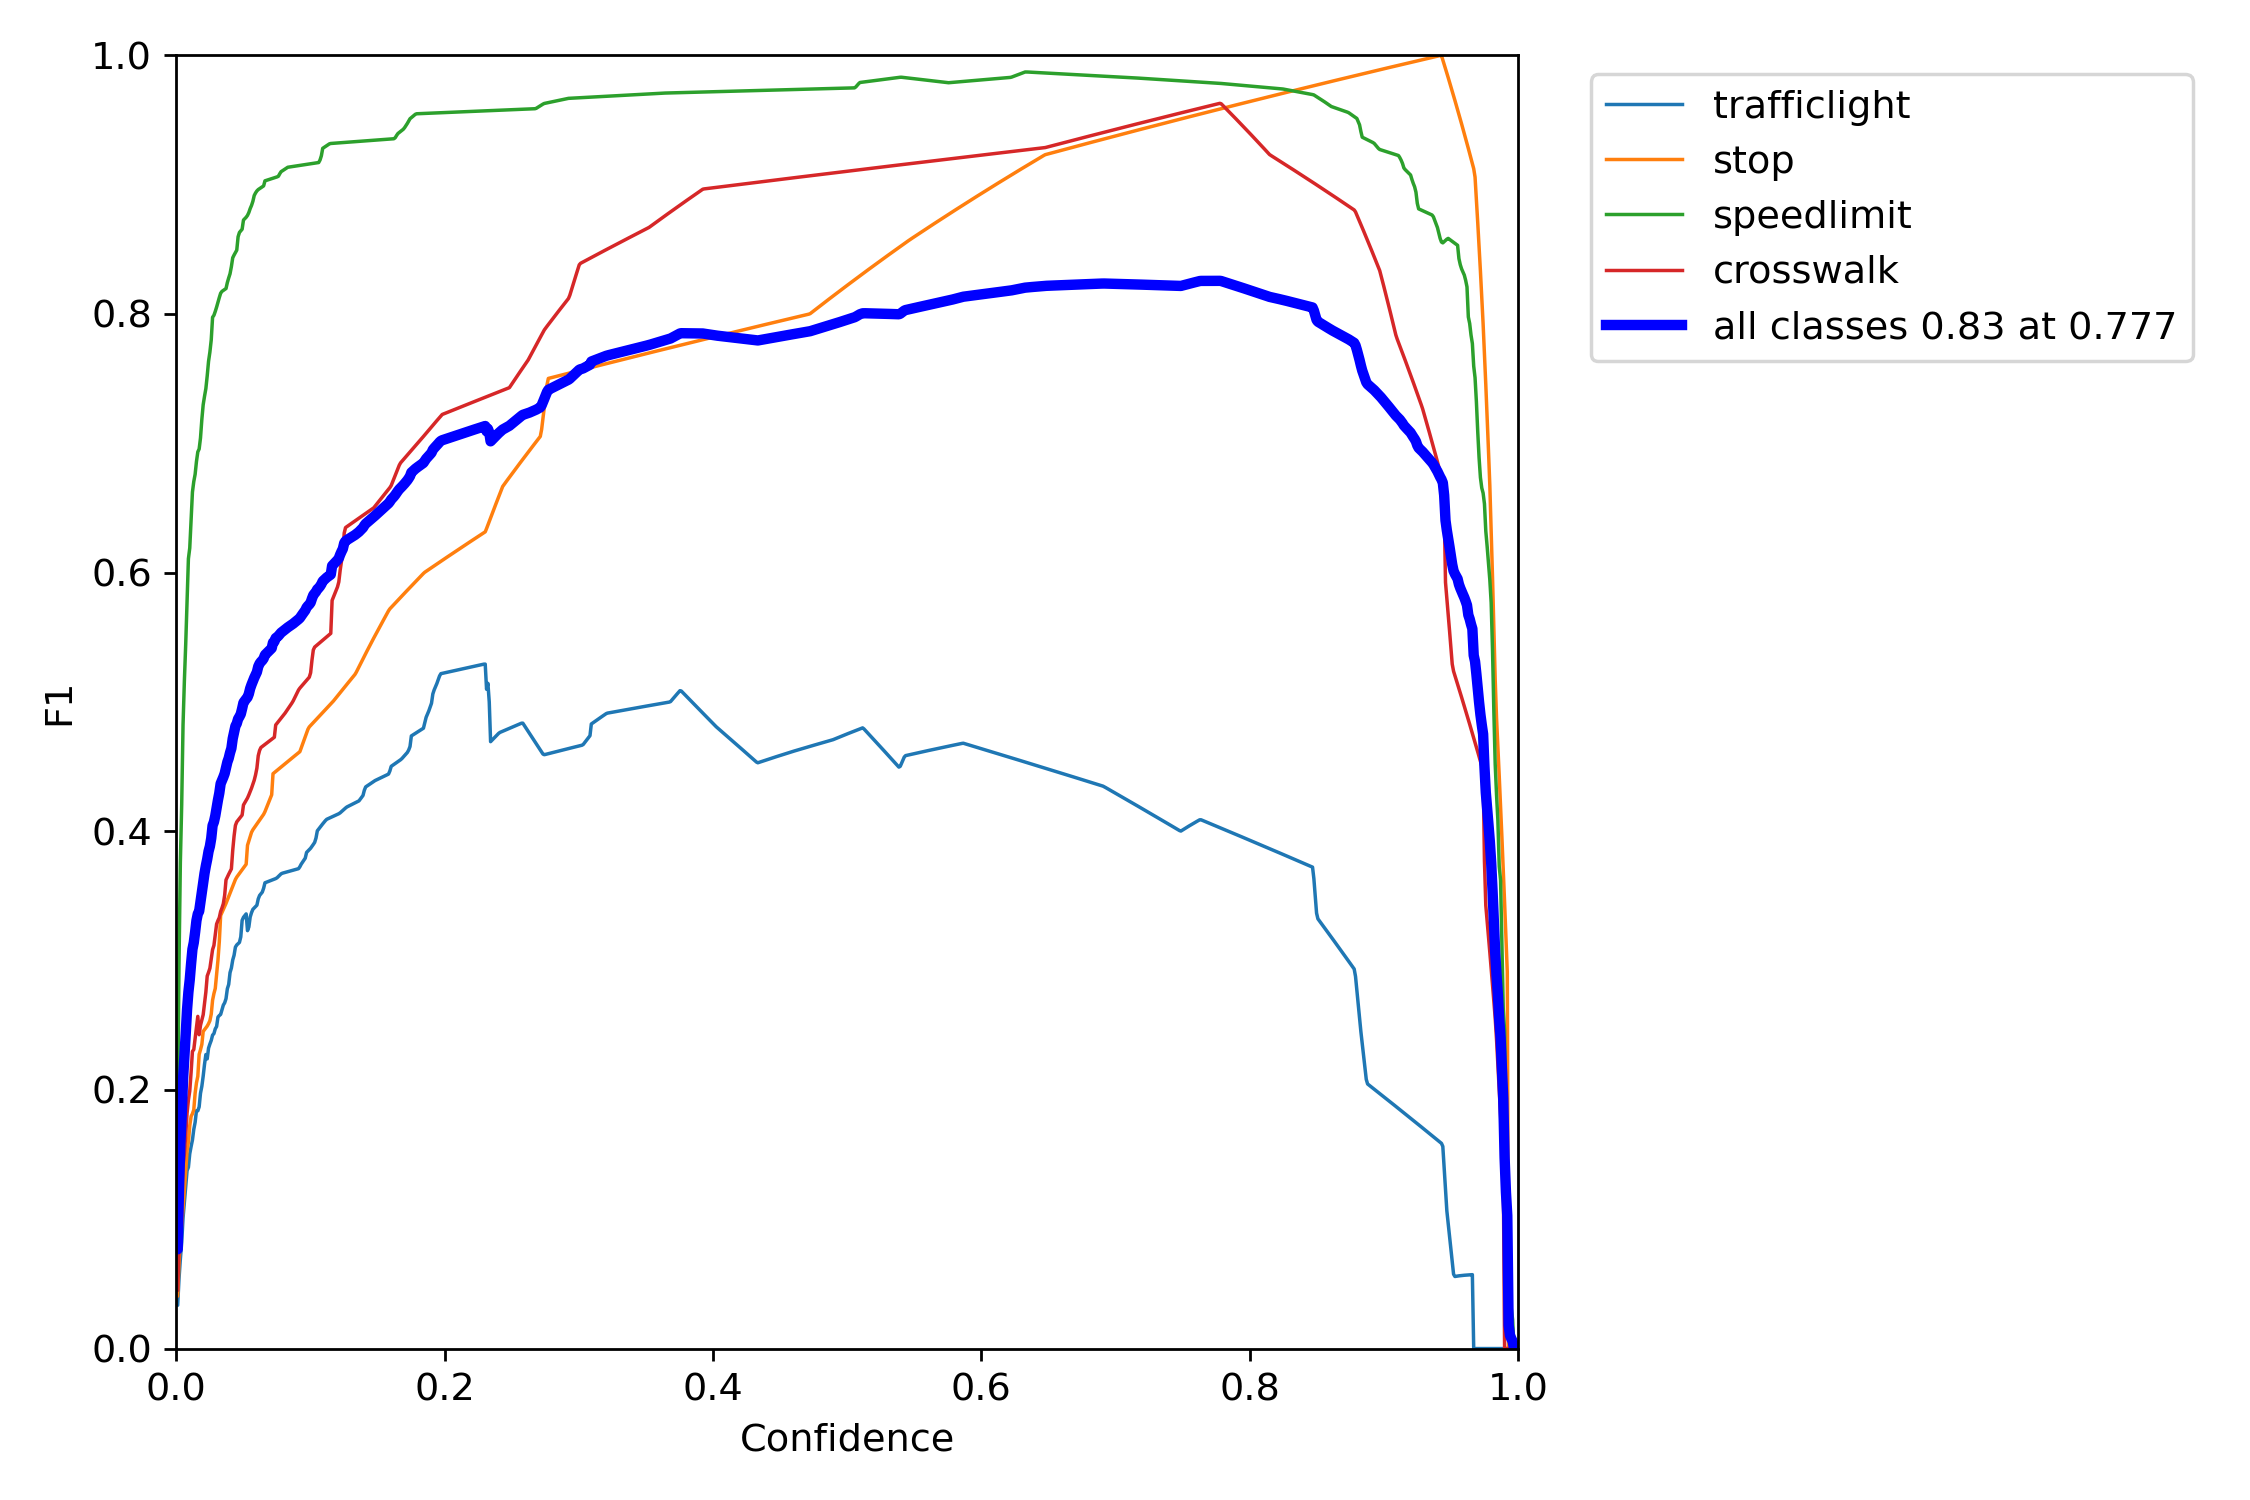 1.0
0.8
0.6
0.4
0.2
0.0
F1
0.0 0.2 0.4 0.6 0.8 1.0
Confidence
trafficlight
stop
speedlimit
crosswalk
all classes 0.83 at 0.777